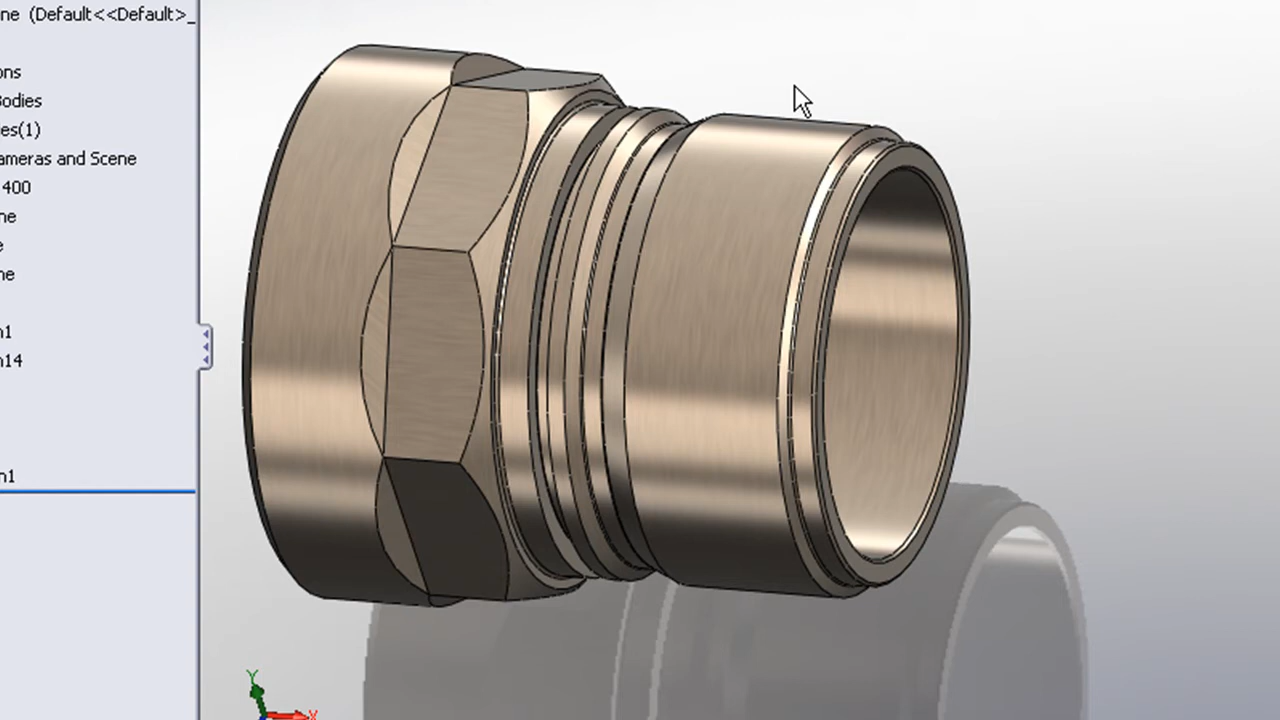 ne (Default<<Default>_
ons
Bodies
es(1)
ameras and Scene
400
ne
e
ne
n1
n14
n1
Y
X